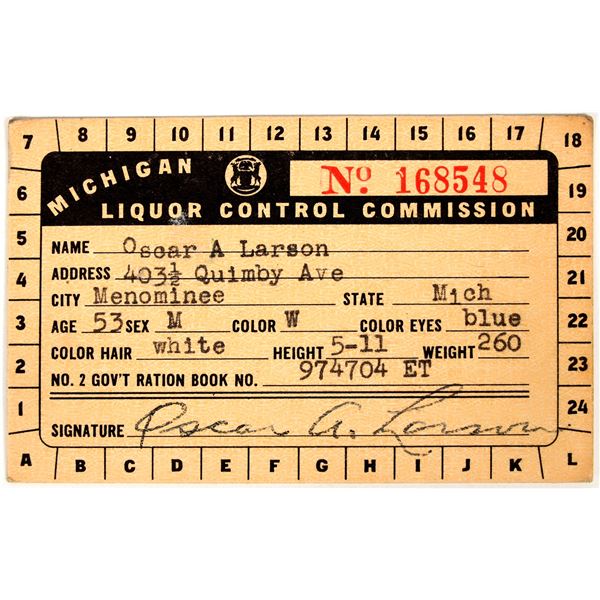 7 8 9 10 11 12 13 14 15 16 17 18
MICHIGAN
Nº 168548
LIQUOR CONTROL COMMISSION
NAME Oscar A Larson
ADDRESS 403½ Quimby Ave
CITY Menominee STATE Mich
AGE 53 SEX M COLOR W COLOR EYES blue
COLOR HAIR white HEIGHT 5-11 WEIGHT 260
NO. 2 GOV'T RATION BOOK NO. 974704 ET
SIGNATURE Oscar A. Larson
6 19
5 20
4 21
3 22
2 23
1 24
A B C D E F G H I J K L